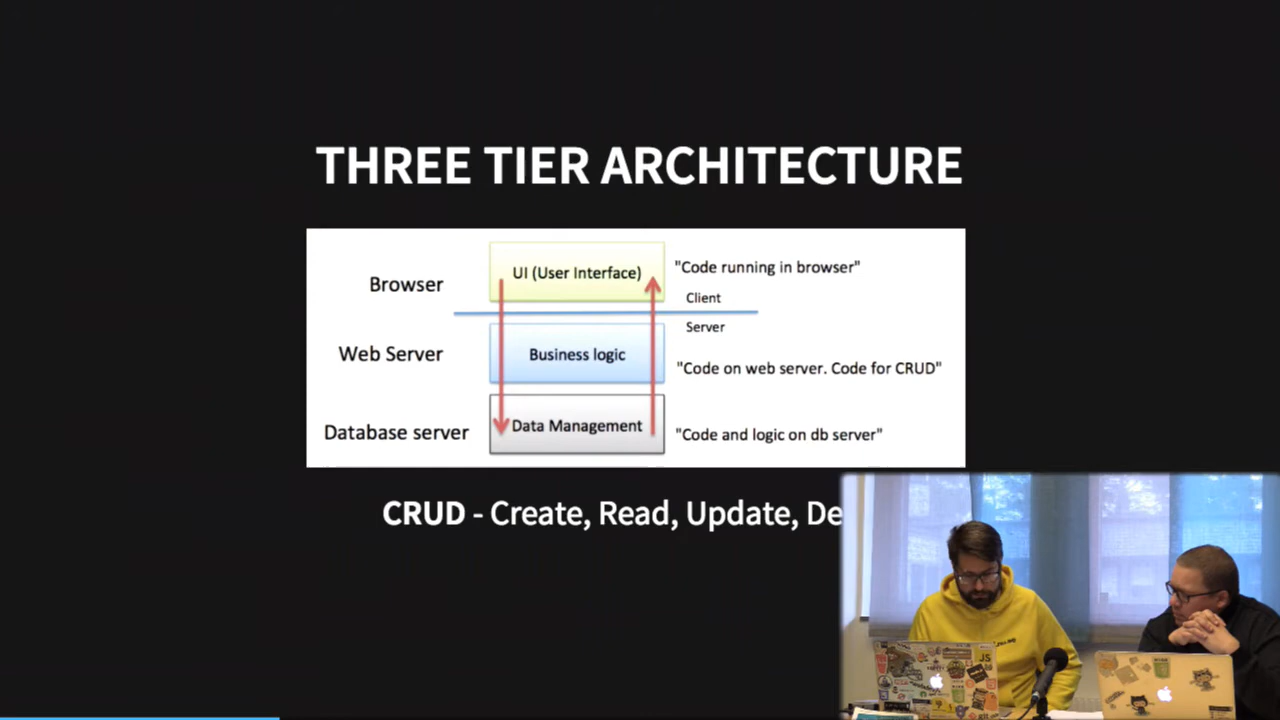 THREE TIER ARCHITECTURE
Browser
UI (User Interface)
"Code running in browser"
Client
Server
Web Server
Business logic
"Code on web server. Code for CRUD"
Database server
Data Management
"Code and logic on db server"
CRUD - Create, Read, Update, De
JS